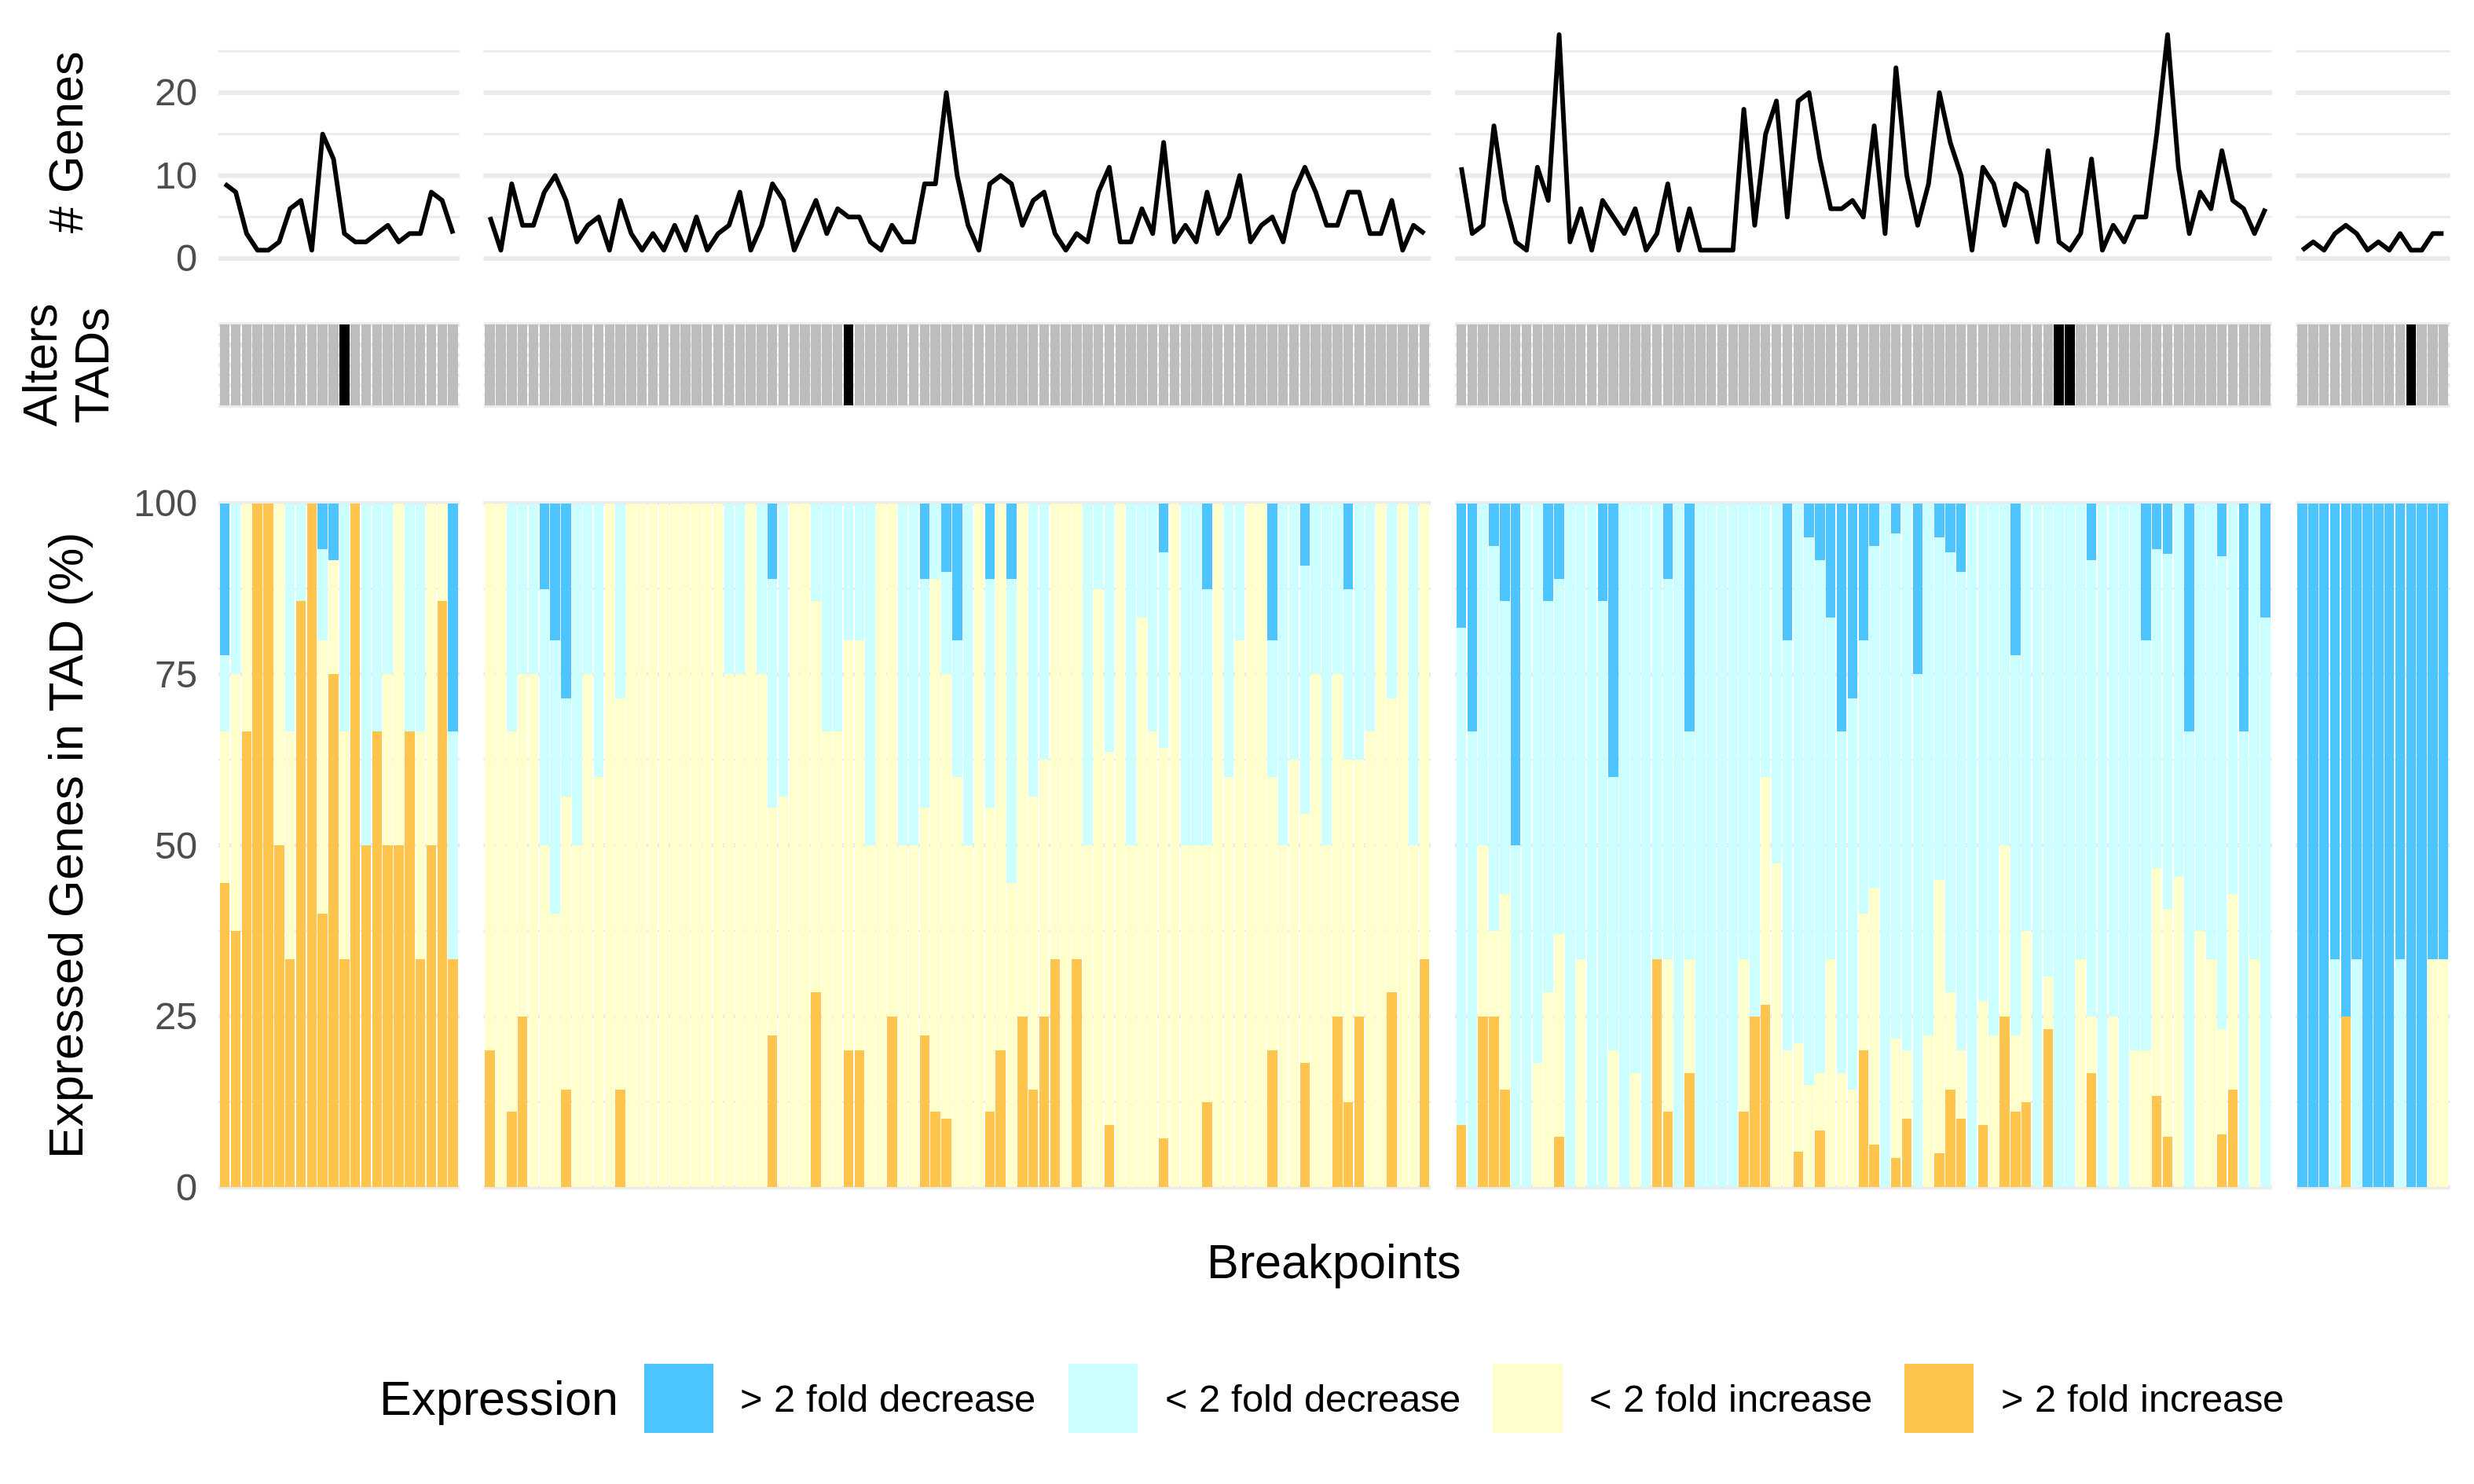 # Genes
20
10
0
Alters
TADs
Expressed Genes in TAD (%)
100
75
50
25
0
Breakpoints
Expression
> 2 fold decrease
< 2 fold decrease
< 2 fold increase
> 2 fold increase